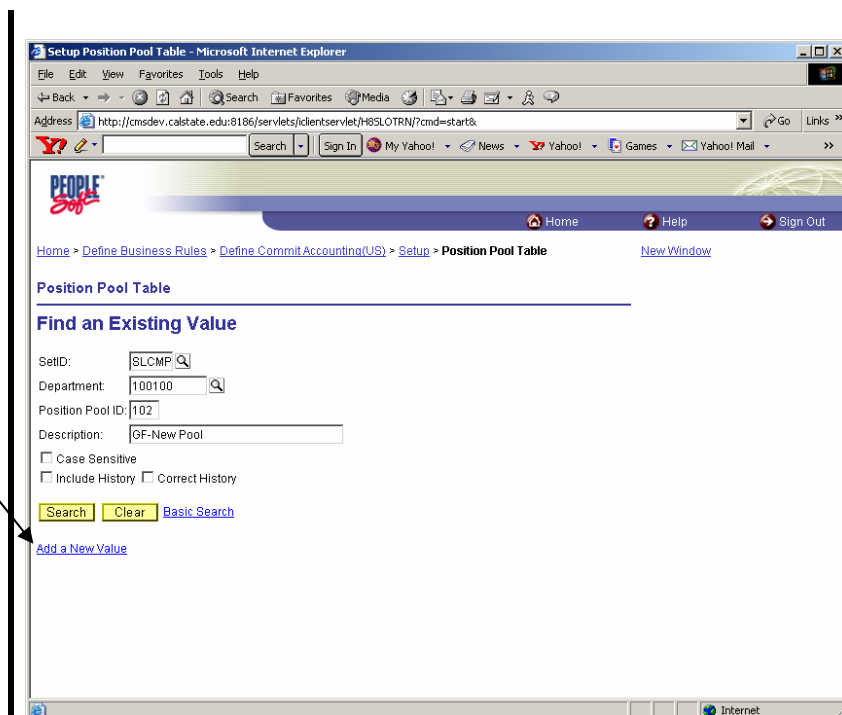 Setup Position Pool Table - Microsoft Internet Explorer
File Edit View Favorites Tools Help
Back Search Favorites Media
Address http://cmsdev.calstate.edu:8186/servlets/iclientservlet/H8SLOTRN/?cmd=start& Go Links »
Y! Search Sign In My Yahoo! News Yahoo! Games Yahoo! Mail »
PEOPLE
Soft
Home Help Sign Out
Home > Define Business Rules > Define Commit Accounting(US) > Setup > Position Pool Table New Window
Position Pool Table
Find an Existing Value
SetID: SLCMP
Department: 100100
Position Pool ID: 102
Description: GF-New Pool
Case Sensitive
Include History Correct History
Search Clear Basic Search
Add a New Value
Internet